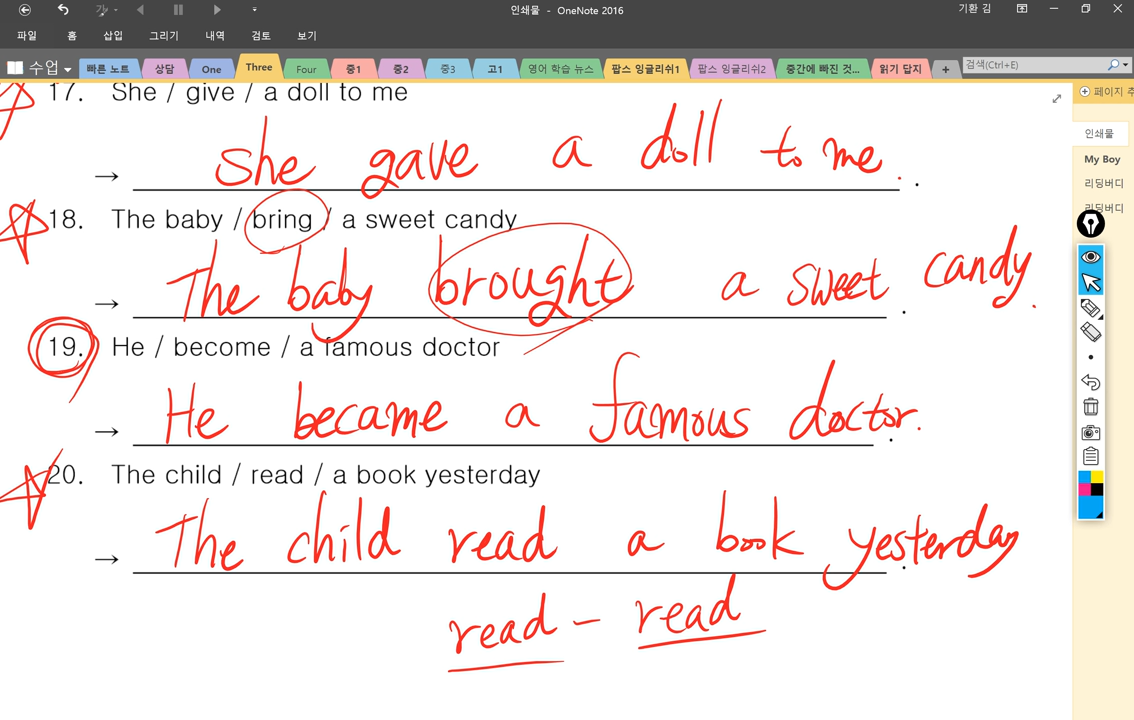 인쇄물 - OneNote 2016
기환 김
파일 홈 삽입 그리기 내역 검토 보기
수업 빠른 노트 상담 One Three Four 중1 중2 중3 고1 영어 학습 뉴스 팝스 잉글리쉬1 팝스 잉글리쉬2 중간에 빠진 것... 읽기 답지 + 검색(Ctrl+E)
페이지 추
인쇄물
My Boy
리딩버디
리딩버디
17. She / give / a doll to me
→ She gave a doll to me. .
18. The baby / bring / a sweet candy
→ The baby brought a sweet candy. .
19. He / become / a famous doctor
→ He became a famous doctor. .
20. The child / read / a book yesterday
→ The child read a book yesterday .
read - read